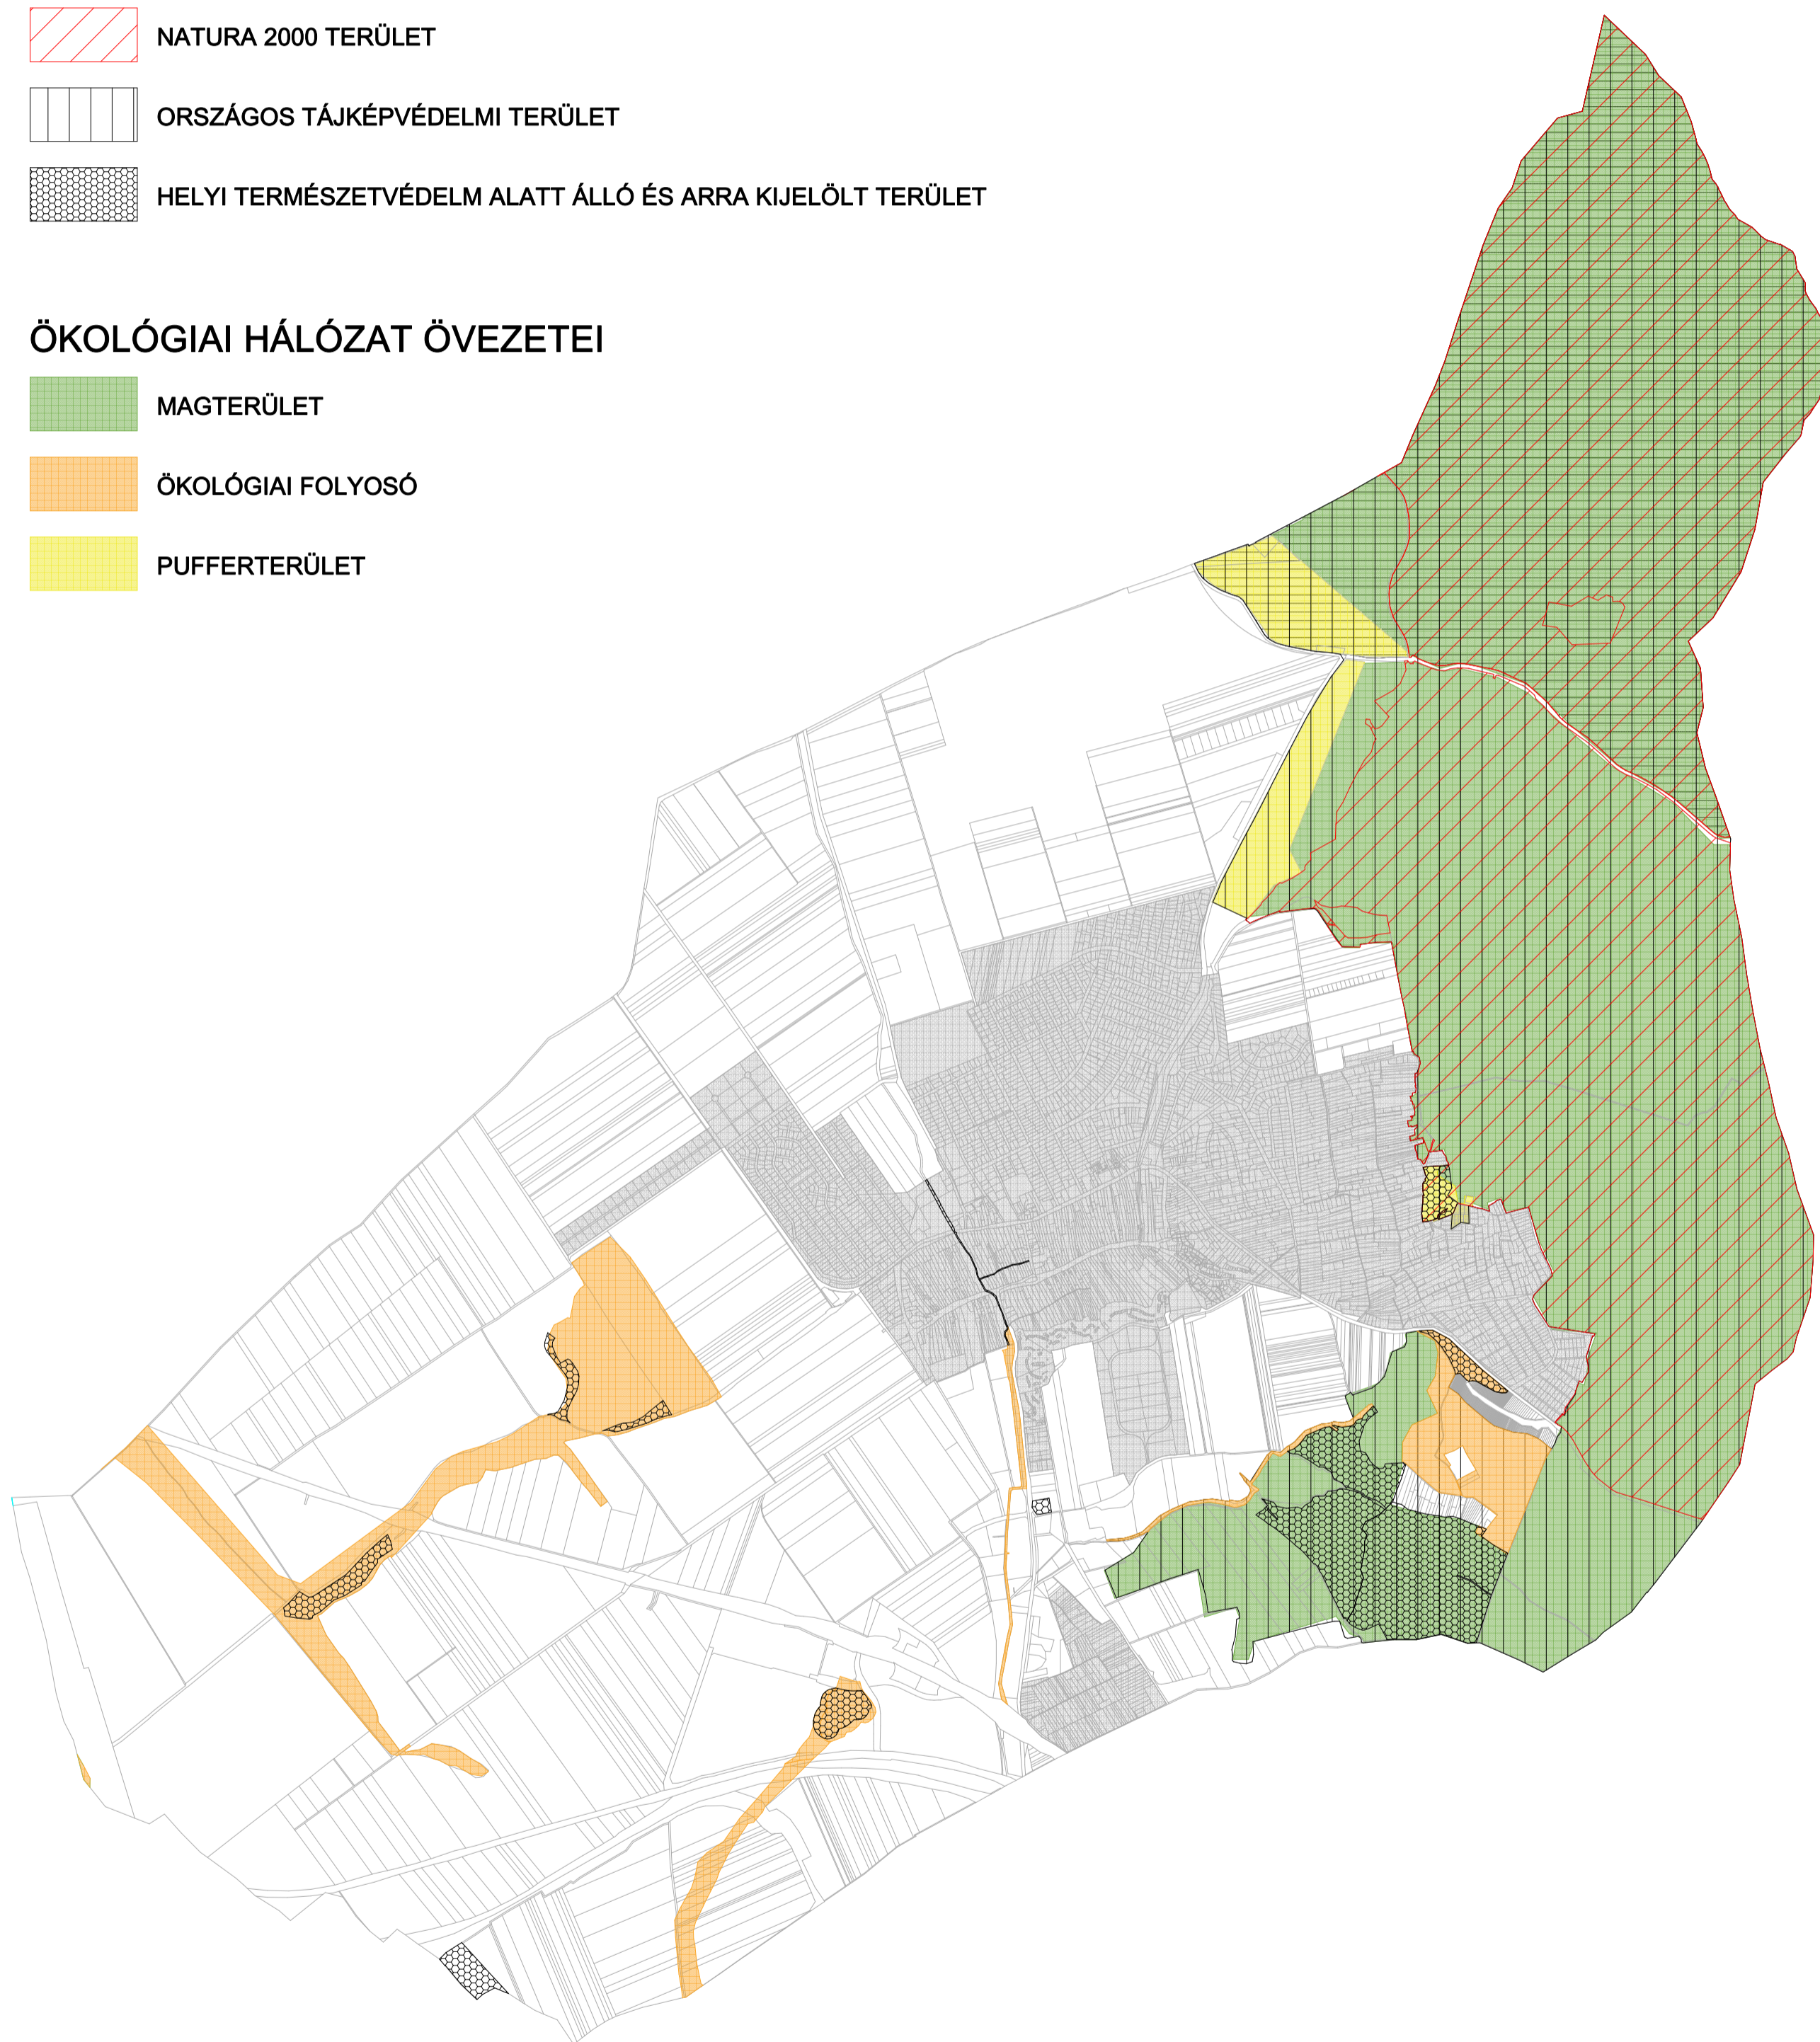 NATURA 2000 TERÜLET
ORSZÁGOS TÁJKÉPVÉDELMI TERÜLET
HELYI TERMÉSZETVÉDELM ALATT ÁLLÓ ÉS ARRA KIJELÖLT TERÜLET
ÖKOLÓGIAI HÁLÓZAT ÖVEZETEI
MAGTERÜLET
ÖKOLÓGIAI FOLYOSÓ
PUFFERTERÜLET